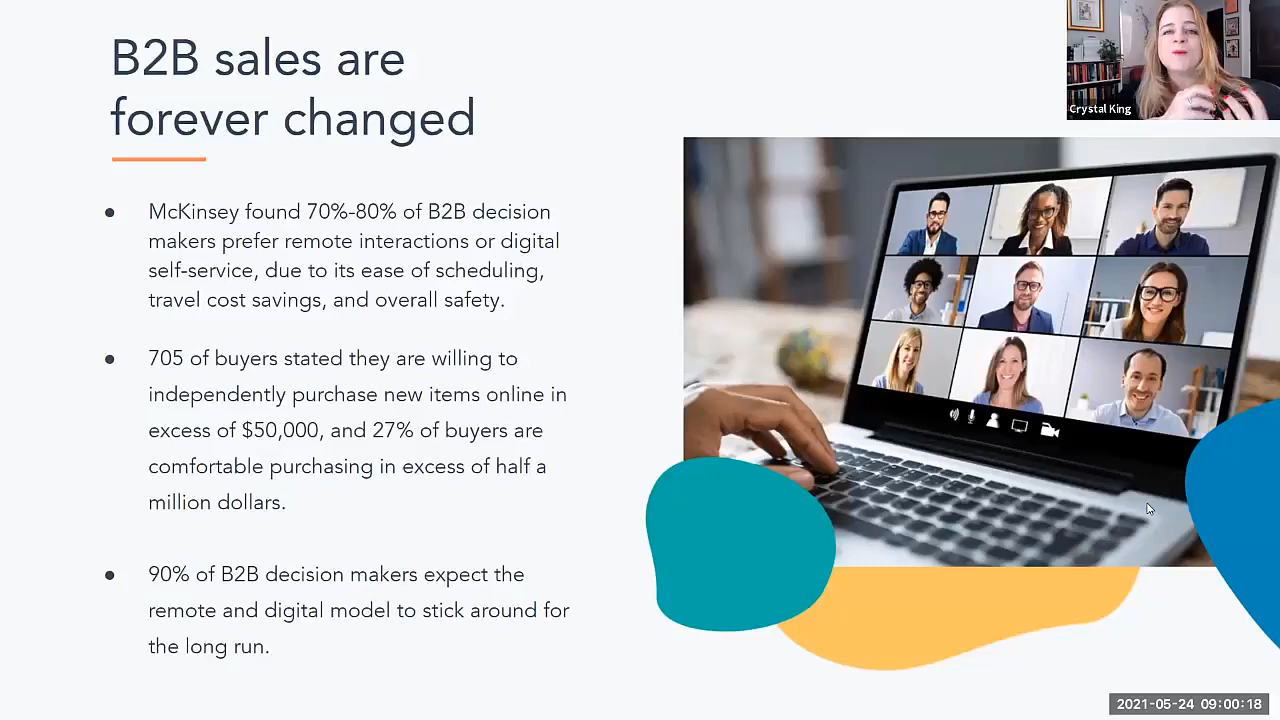 B2B sales are
forever changed
Crystal King
● McKinsey found 70%-80% of B2B decision
makers prefer remote interactions or digital
self-service, due to its ease of scheduling,
travel cost savings, and overall safety.
● 705 of buyers stated they are willing to
independently purchase new items online in
excess of $50,000, and 27% of buyers are
comfortable purchasing in excess of half a
million dollars.
● 90% of B2B decision makers expect the
remote and digital model to stick around for
the long run.
2021-05-24 09:00:18